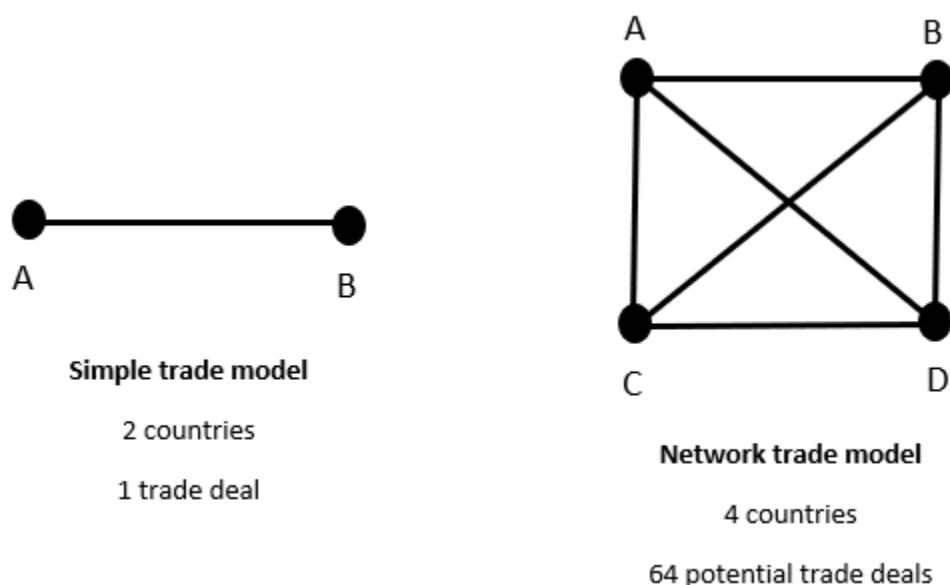 A B
A B
Simple trade model
2 countries
1 trade deal
C D
Network trade model
4 countries
64 potential trade deals